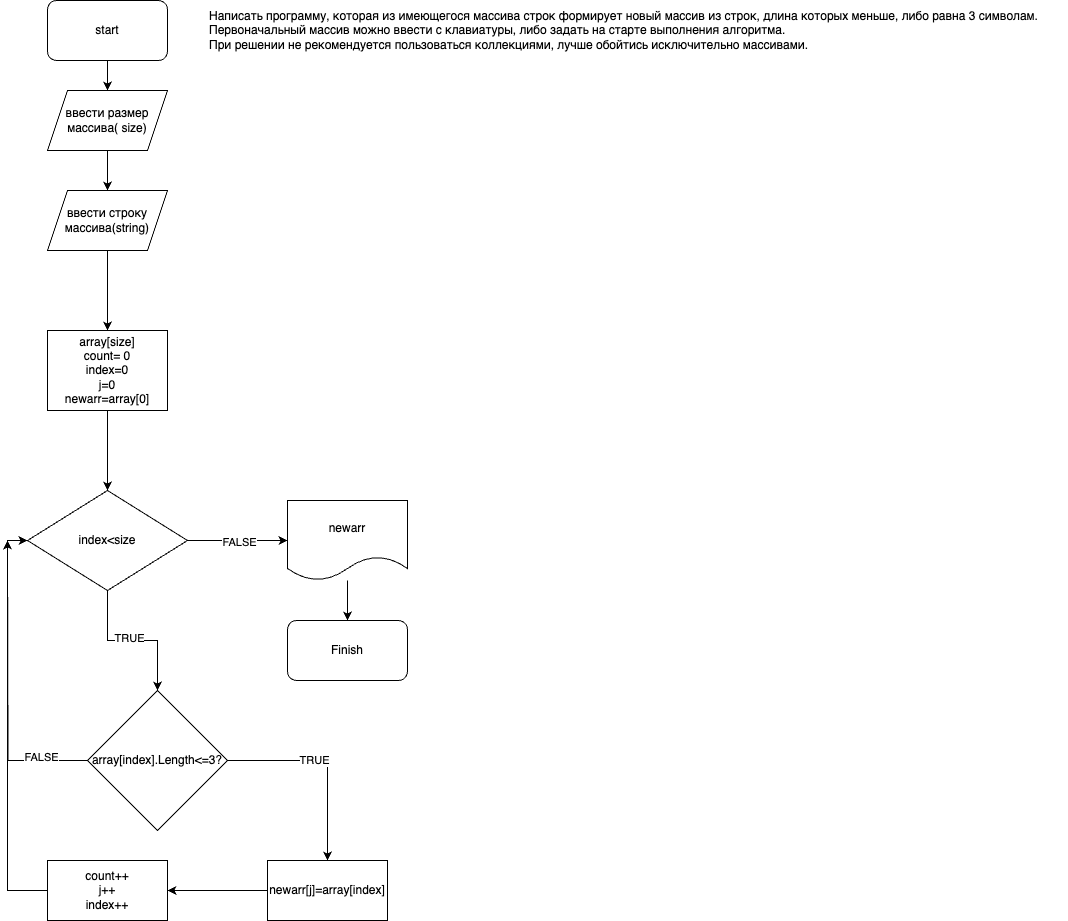 start
Написать программу, которая из имеющегося массива строк формирует новый массив из строк, длина которых меньше, либо равна 3 символам.
Первоначальный массив можно ввести с клавиатуры, либо задать на старте выполнения алгоритма.
При решении не рекомендуется пользоваться коллекциями, лучше обойтись исключительно массивами.
ввести размер
массива( size)
ввести строку
массива(string)
array[size]
count= 0
index=0
j=0
newarr=array[0]
index<size
FALSE
newarr
TRUE
Finish
FALSE
array[index].Length<=3?
TRUE
count++
j++
index++
newarr[j]=array[index]